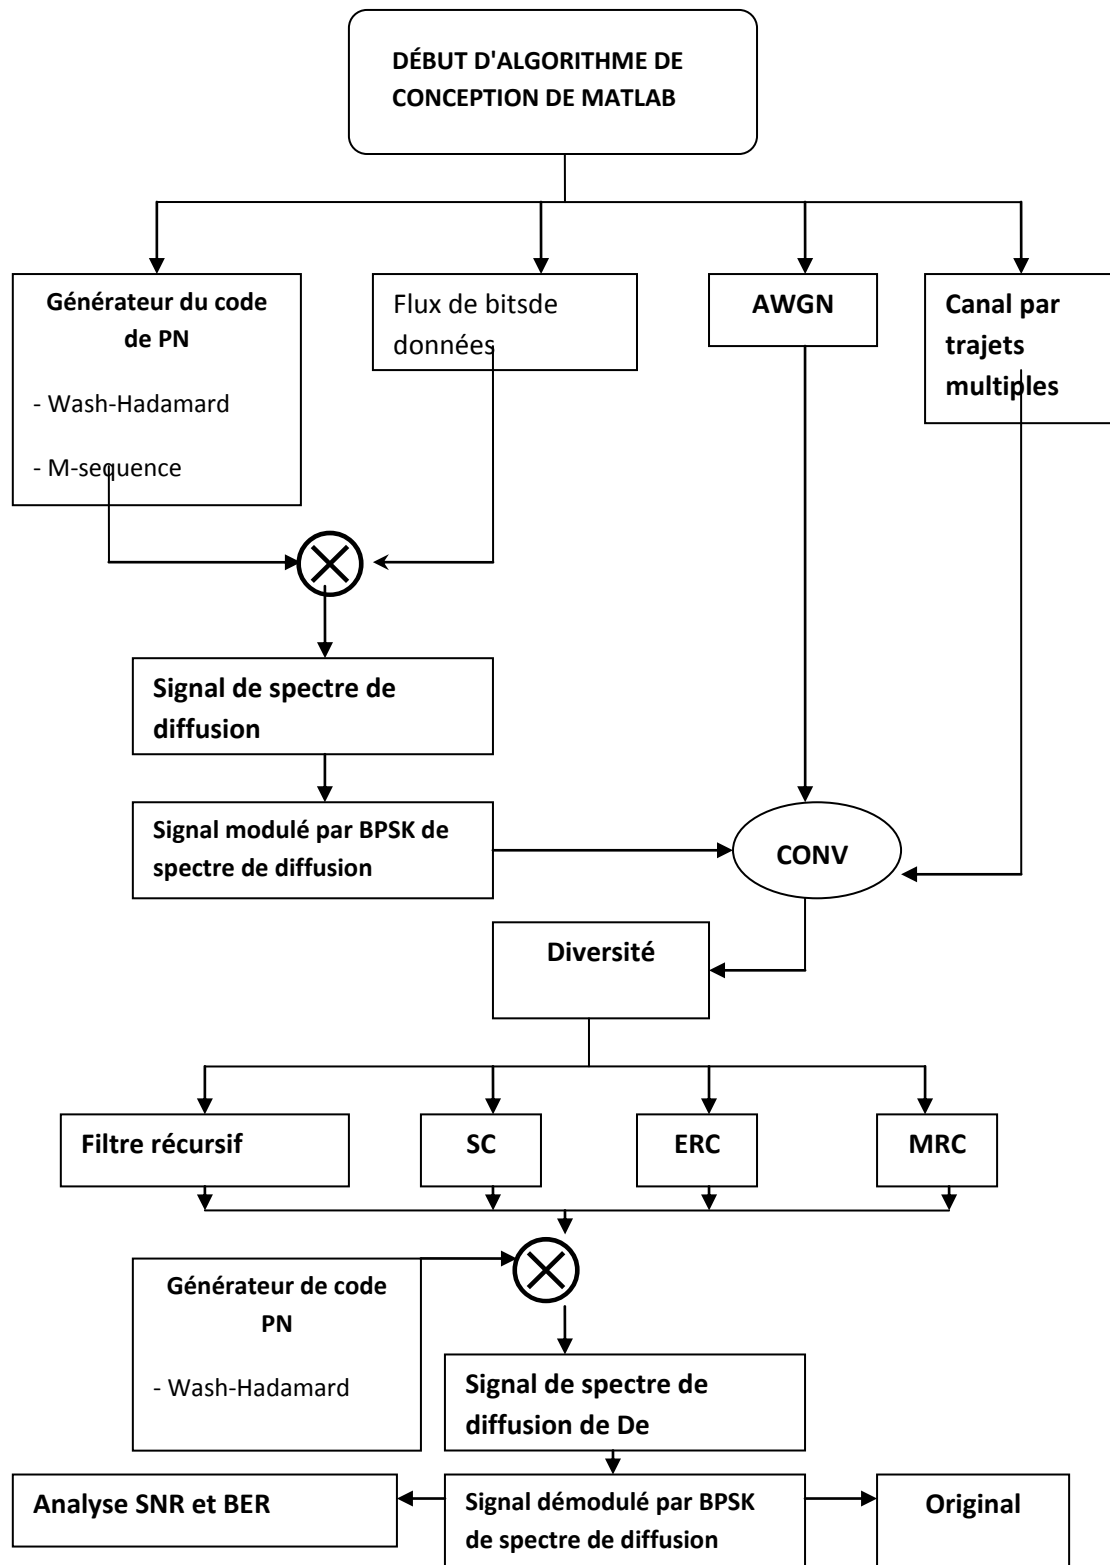 DÉBUT D'ALGORITHME DE
CONCEPTION DE MATLAB
Générateur du code
de PN
- Wash-Hadamard
- M-sequence
Flux de bitsde
données
AWGN
Canal par
trajets
multiples
Signal de spectre de
diffusion
Signal modulé par BPSK de
spectre de diffusion
CONV
Diversité
Filtre récursif
SC
ERC
MRC
Générateur de code
PN
- Wash-Hadamard
Signal de spectre de
diffusion de De
Analyse SNR et BER
Signal démodulé par BPSK
de spectre de diffusion
Original